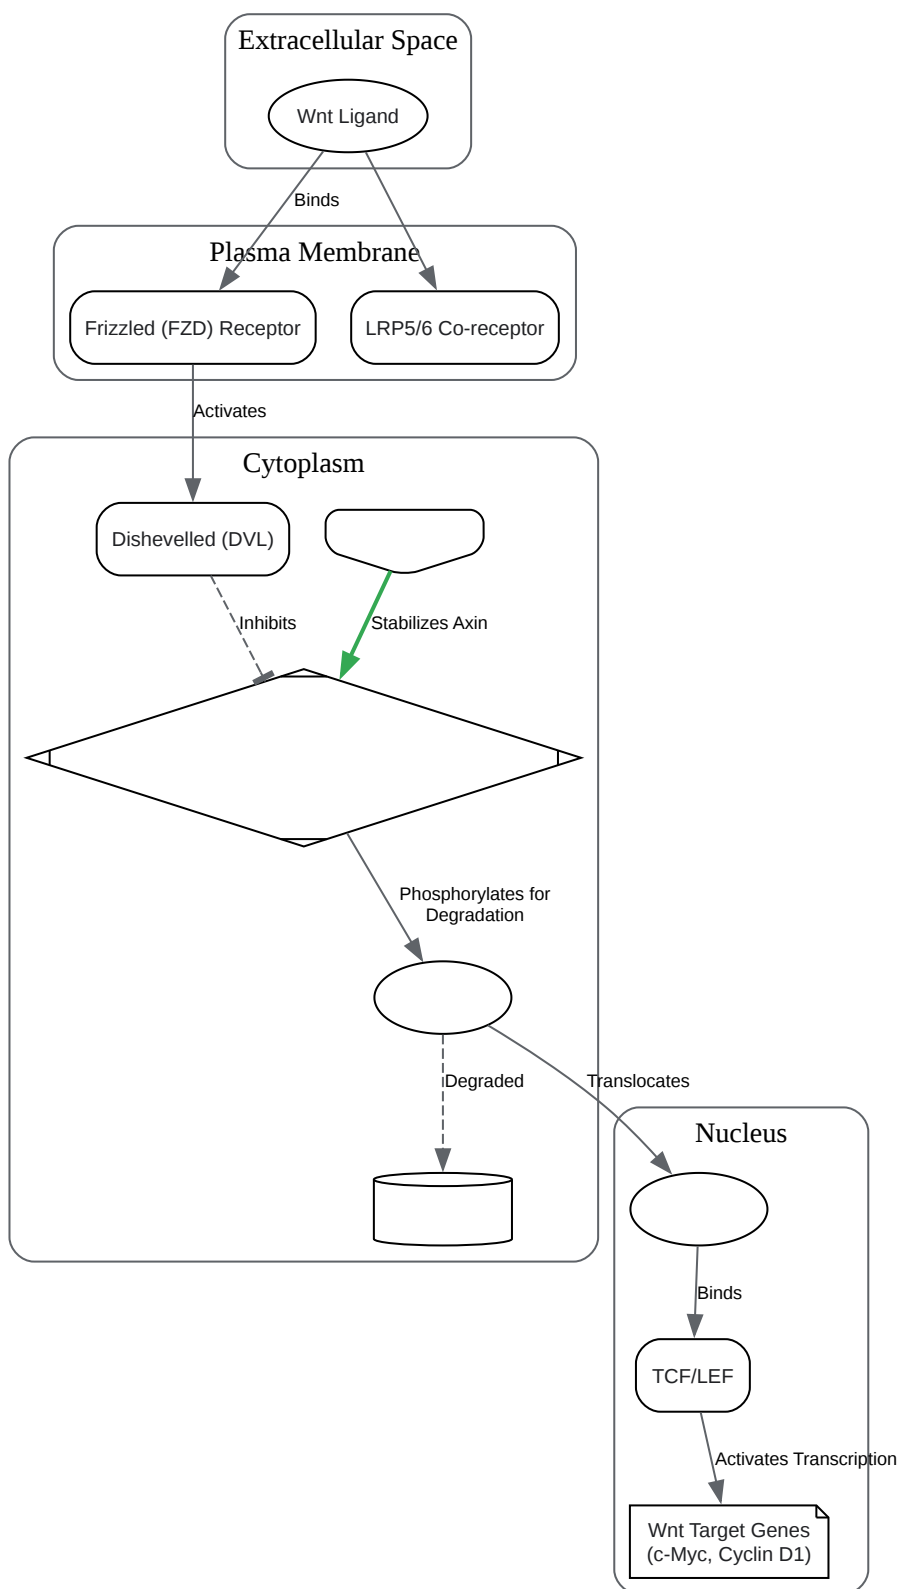 Extracellular Space
Wnt Ligand
Binds
Plasma Membrane
Frizzled (FZD) Receptor
LRP5/6 Co-receptor
Activates
Cytoplasm
Dishevelled (DVL)
Inhibits
Stabilizes Axin
Phosphorylates for
Degradation
Degraded
Translocates
Nucleus
Binds
TCF/LEF
Activates Transcription
Wnt Target Genes
(c-Myc, Cyclin D1)